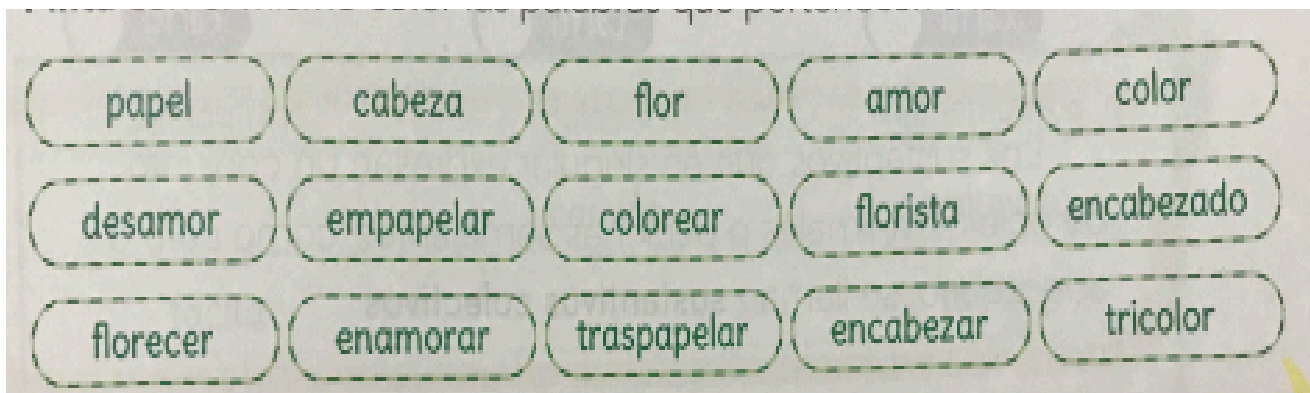 papel cabeza flor amor color
desamor empapelar colorear florista encabezado
florecer enamorar traspapelar encabezar tricolor